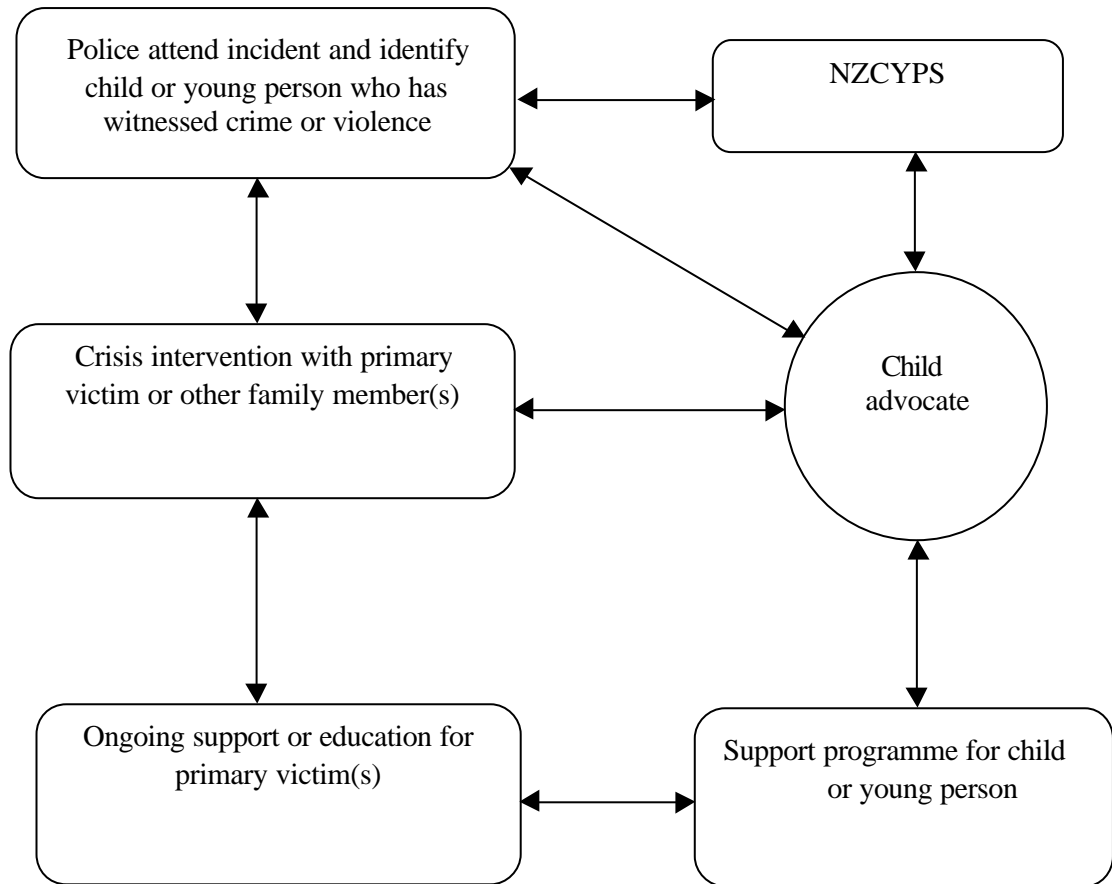 Police attend incident and identify
child or young person who has
witnessed crime or violence
NZCYPS
Crisis intervention with primary
victim or other family member(s)
Child
advocate
Ongoing support or education for
primary victim(s)
Support programme for child
or young person